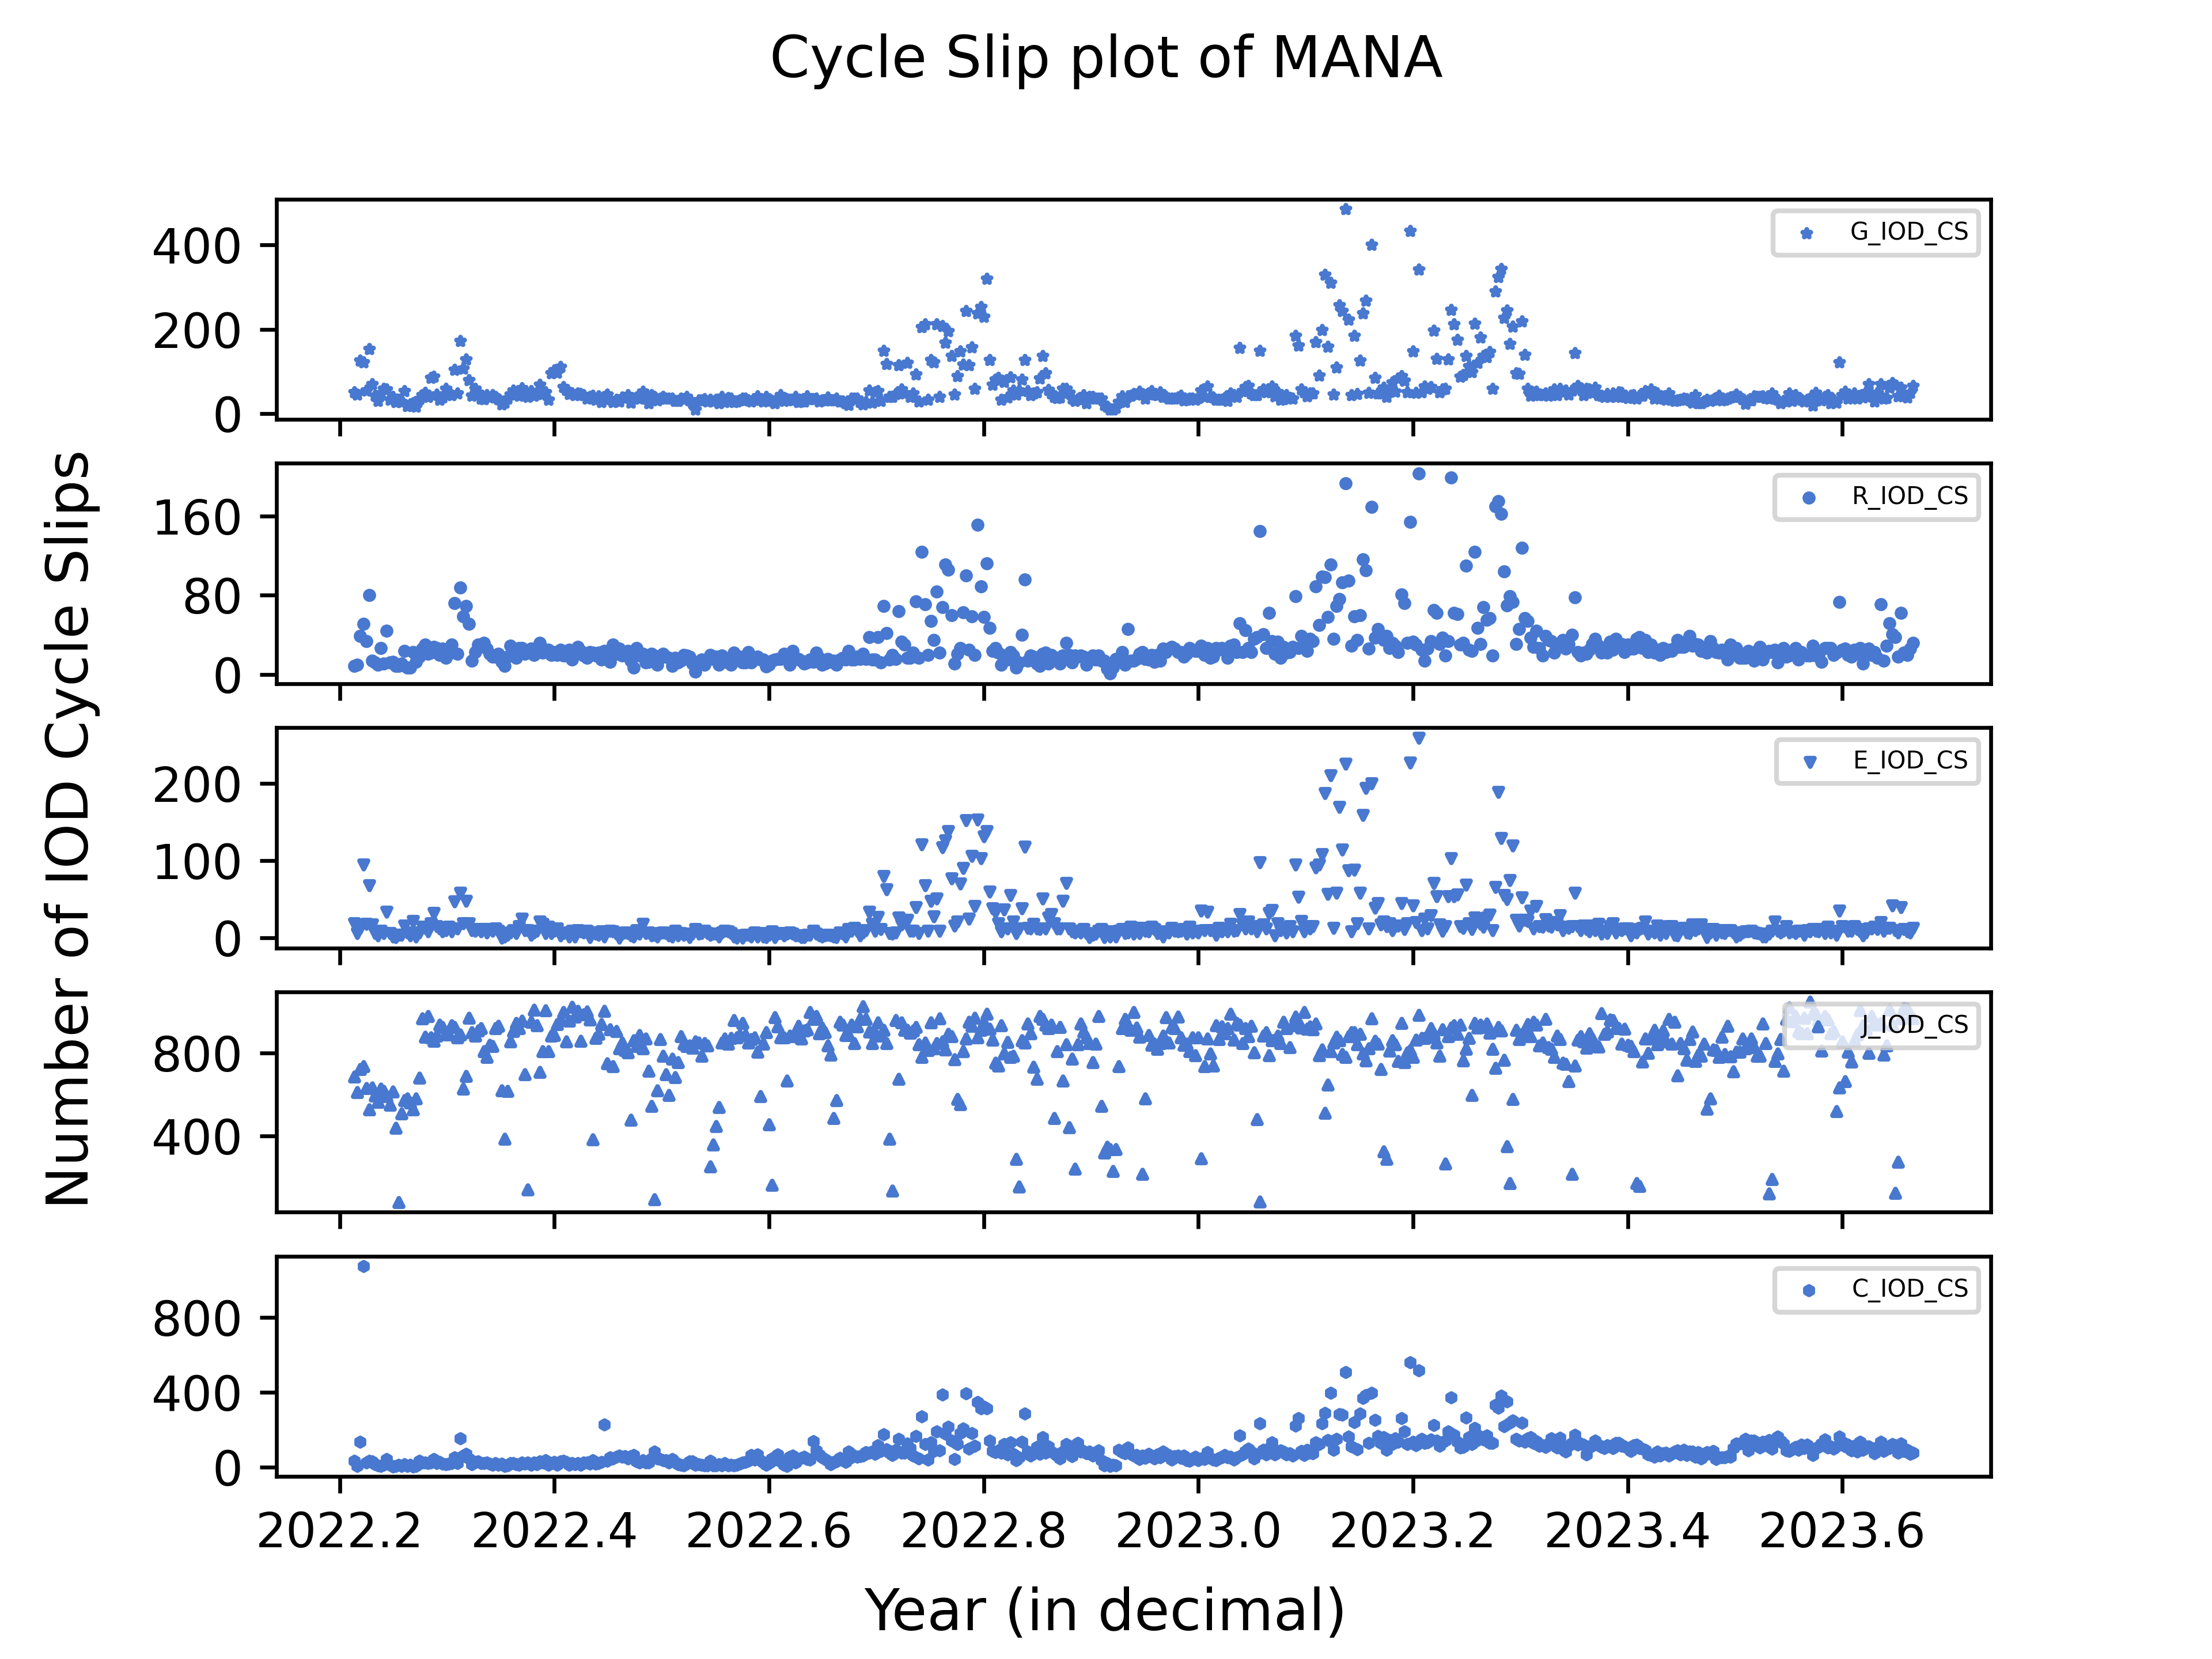 Cycle Slip plot of MANA
Number of IOD Cycle Slips
400
200
0
G_IOD_CS
160
80
0
R_IOD_CS
200
100
0
E_IOD_CS
800
400
J_IOD_CS
800
400
0
C_IOD_CS
2022.2 2022.4 2022.6 2022.8 2023.0 2023.2 2023.4 2023.6
Year (in decimal)